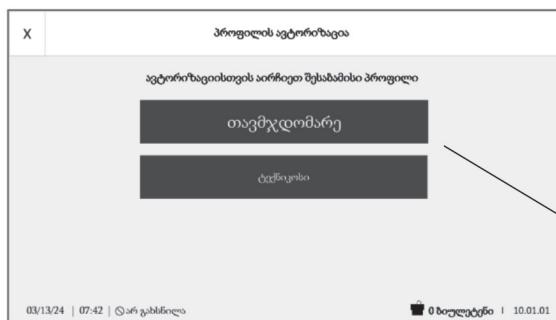 X
პროფილის ავტორიზაცია
ავტორიზაციისთვის აირჩიეთ შესაბამისი პროფილი
თავმჯდომარე
ტექნიკოსი
03/13/24 | 07:42 | არ გახსნილა
0 ბიულეტენი | 10.01.01